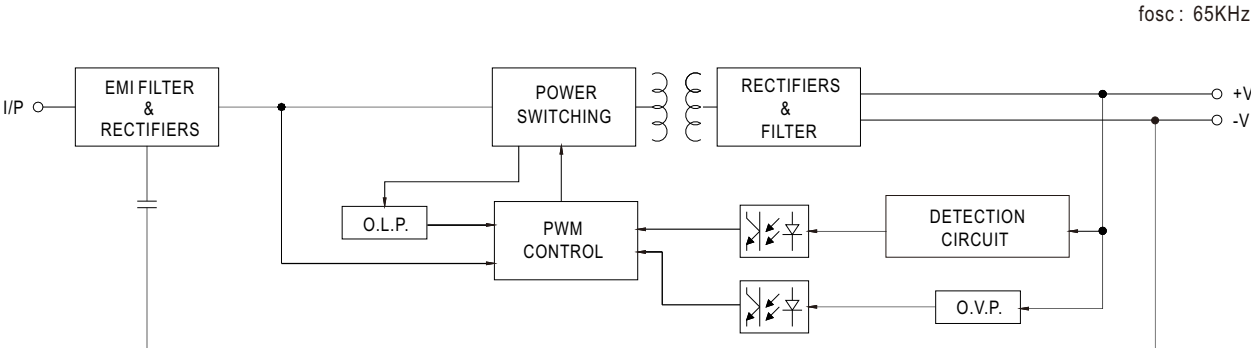 fosc : 65KHz
I/P
EMI FILTER
&
RECTIFIERS
POWER
SWITCHING
RECTIFIERS
&
FILTER
+V
-V
O.L.P.
PWM
CONTROL
DETECTION
CIRCUIT
O.V.P.